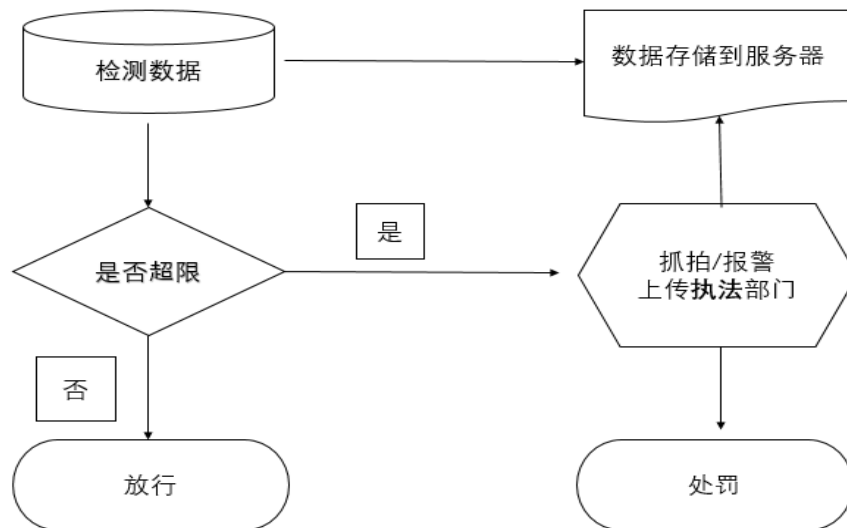 检测数据
数据存储到服务器
是
是否超限
抓拍/报警
上传执法部门
否
放行
处罚